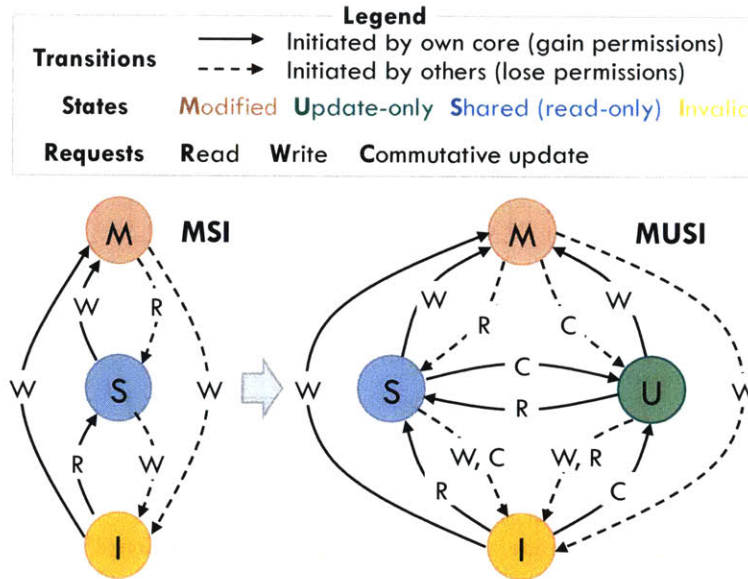 Legend
Transitions
Initiated by own core (gain permissions)
Initiated by others (lose permissions)
States Modified Update-only Shared (read-only) Invalid
Requests Read Write Commutative update
MSI
M
W
R
S
W
W
R
W
I
MUSI
M
W
R
C
W
S
C
R
U
W
W
W, C
W, R
R
C
I